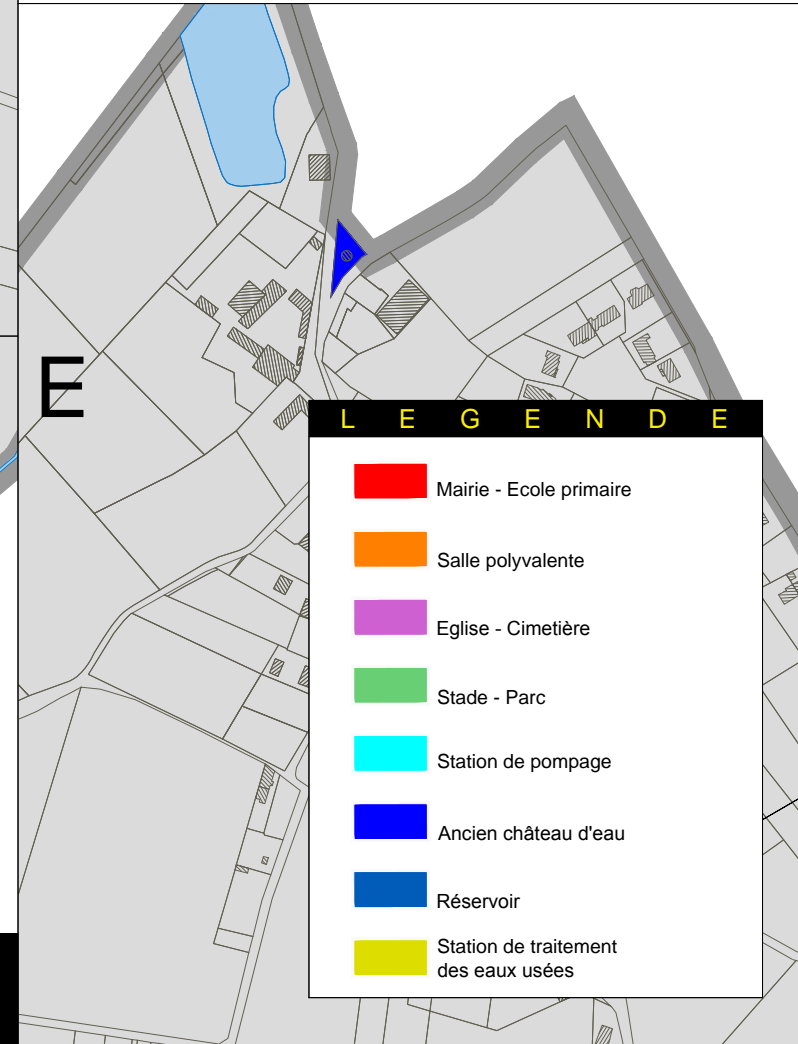 E
L E G E N D E
Mairie - Ecole primaire
Salle polyvalente
Eglise - Cimetière
Stade - Parc
Station de pompage
Ancien château d'eau
Réservoir
Station de traitement
des eaux usées